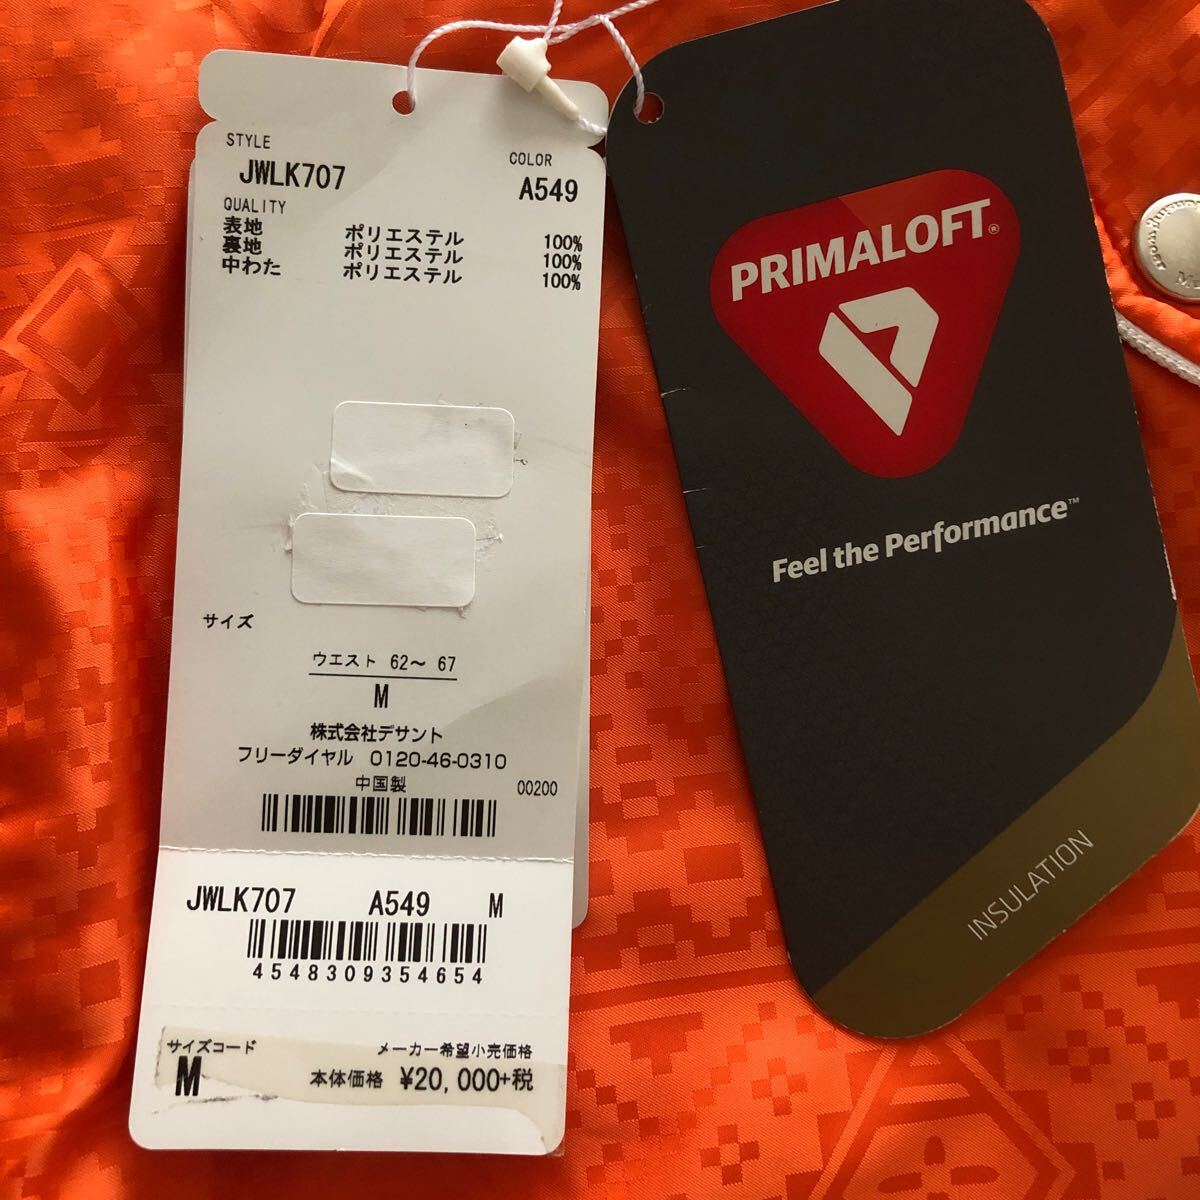 STYLE
JWLK707
COLOR
A549
QUALITY
表地 ポリエステル 100%
裏地 ポリエステル 100%
中わた ポリエステル 100%
サイズ
ウエスト 62～ 67
M
株式会社デサント
フリーダイヤル 0120-46-0310
中国製
00200
JWLK707 A549 M
4548309354654
サイズコード
M
メーカー希望小売価格
本体価格 ¥20,000+税
PRIMALOFT®
Feel the Performance™
INSULATION